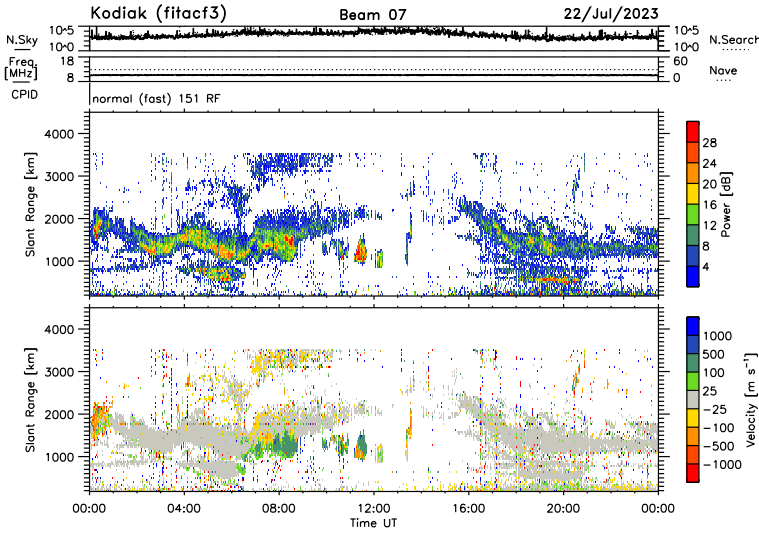 Kodiak (fitacf3) Beam 07 22/Jul/2023
N.Sky 10^5 10^0 10^5 10^0 N.Search
Freq. [MHz] 18 8 60 0 Nave
CPID normal (fast) 151 RF
Slant Range [km] 4000 3000 2000 1000
Power [dB] 28 24 20 16 12 8 4
Slant Range [km] 4000 3000 2000 1000
Velocity [m s⁻¹] 1000 500 100 25 −25 −100 −500 −1000
00:00 04:00 08:00 12:00 16:00 20:00 00:00
Time UT